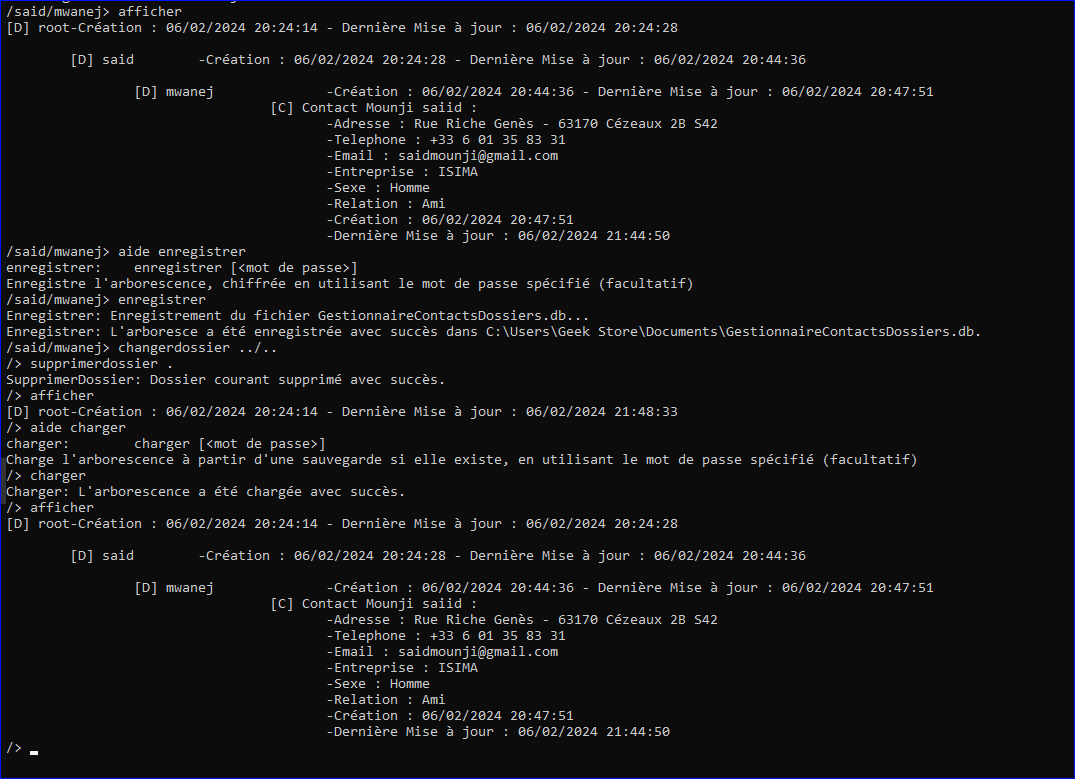 /said/mwanej> afficher
[D] root-Création : 06/02/2024 20:24:14 - Dernière Mise à jour : 06/02/2024 20:24:28
[D] said -Création : 06/02/2024 20:24:28 - Dernière Mise à jour : 06/02/2024 20:44:36
[D] mwanej -Création : 06/02/2024 20:44:36 - Dernière Mise à jour : 06/02/2024 20:47:51
[C] Contact Mounji saiid :
-Adresse : Rue Riche Genès - 63170 Cézeaux 2B S42
-Telephone : +33 6 01 35 83 31
-Email : saidmounji@gmail.com
-Entreprise : ISIMA
-Sexe : Homme
-Relation : Ami
-Création : 06/02/2024 20:47:51
-Dernière Mise à jour : 06/02/2024 21:44:50
/said/mwanej> aide enregistrer
enregistrer: enregistrer [<mot de passe>]
Enregistre l'arborescence, chiffrée en utilisant le mot de passe spécifié (facultatif)
/said/mwanej> enregistrer
Enregistrer: Enregistrement du fichier GestionnaireContactsDossiers.db...
Enregistrer: L'arboresce a été enregistrée avec succès dans C:\Users\Geek Store\Documents\GestionnaireContactsDossiers.db.
/said/mwanej> changerdossier ../..
/> supprimerdossier .
SupprimerDossier: Dossier courant supprimé avec succès.
/> afficher
[D] root-Création : 06/02/2024 20:24:14 - Dernière Mise à jour : 06/02/2024 21:48:33
/> aide charger
charger: charger [<mot de passe>]
Charge l'arborescence à partir d'une sauvegarde si elle existe, en utilisant le mot de passe spécifié (facultatif)
/> charger
Charger: L'arborescence a été chargée avec succès.
/> afficher
[D] root-Création : 06/02/2024 20:24:14 - Dernière Mise à jour : 06/02/2024 20:24:28
[D] said -Création : 06/02/2024 20:24:28 - Dernière Mise à jour : 06/02/2024 20:44:36
[D] mwanej -Création : 06/02/2024 20:44:36 - Dernière Mise à jour : 06/02/2024 20:47:51
[C] Contact Mounji saiid :
-Adresse : Rue Riche Genès - 63170 Cézeaux 2B S42
-Telephone : +33 6 01 35 83 31
-Email : saidmounji@gmail.com
-Entreprise : ISIMA
-Sexe : Homme
-Relation : Ami
-Création : 06/02/2024 20:47:51
-Dernière Mise à jour : 06/02/2024 21:44:50
/>